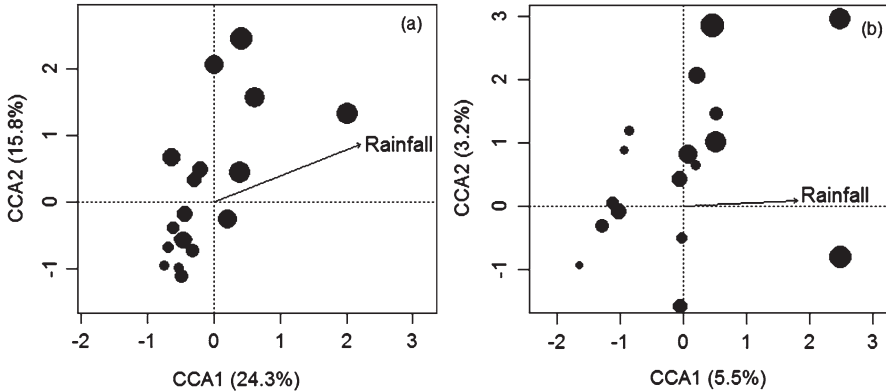 (a)
Rainfall
CCA2 (15.8%)
2
1
0
-1
-2 -1 0 1 2 3
CCA1 (24.3%)
(b)
Rainfall
CCA2 (3.2%)
3
2
1
0
-1
-2 -1 0 1 2 3
CCA1 (5.5%)